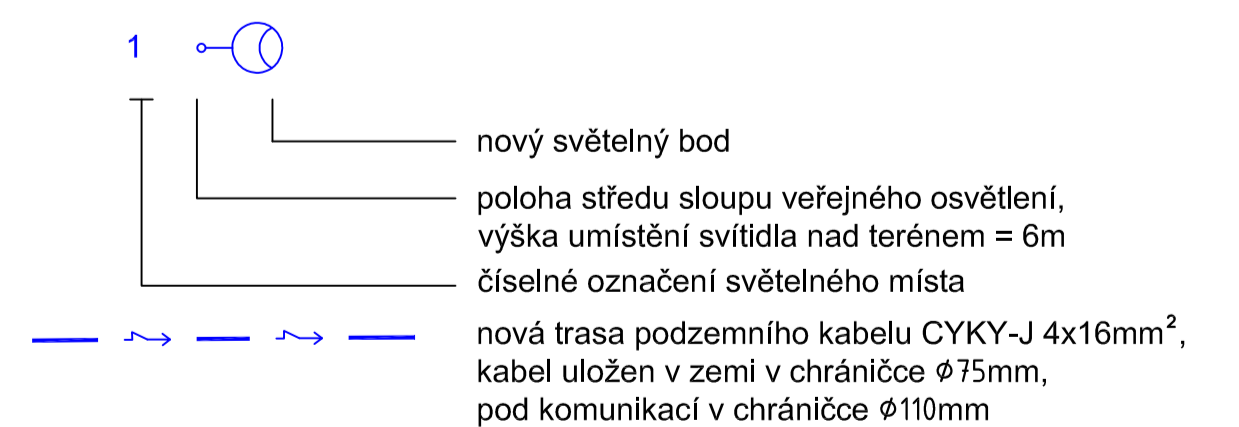 1
nový světelný bod
poloha středu sloupu veřejného osvětlení,
výška umístění svítidla nad terénem = 6m
číselné označení světelného místa
nová trasa podzemního kabelu CYKY-J 4x16mm²,
kabel uložen v zemi v chráničce ⌀75mm,
pod komunikací v chráničce ⌀110mm